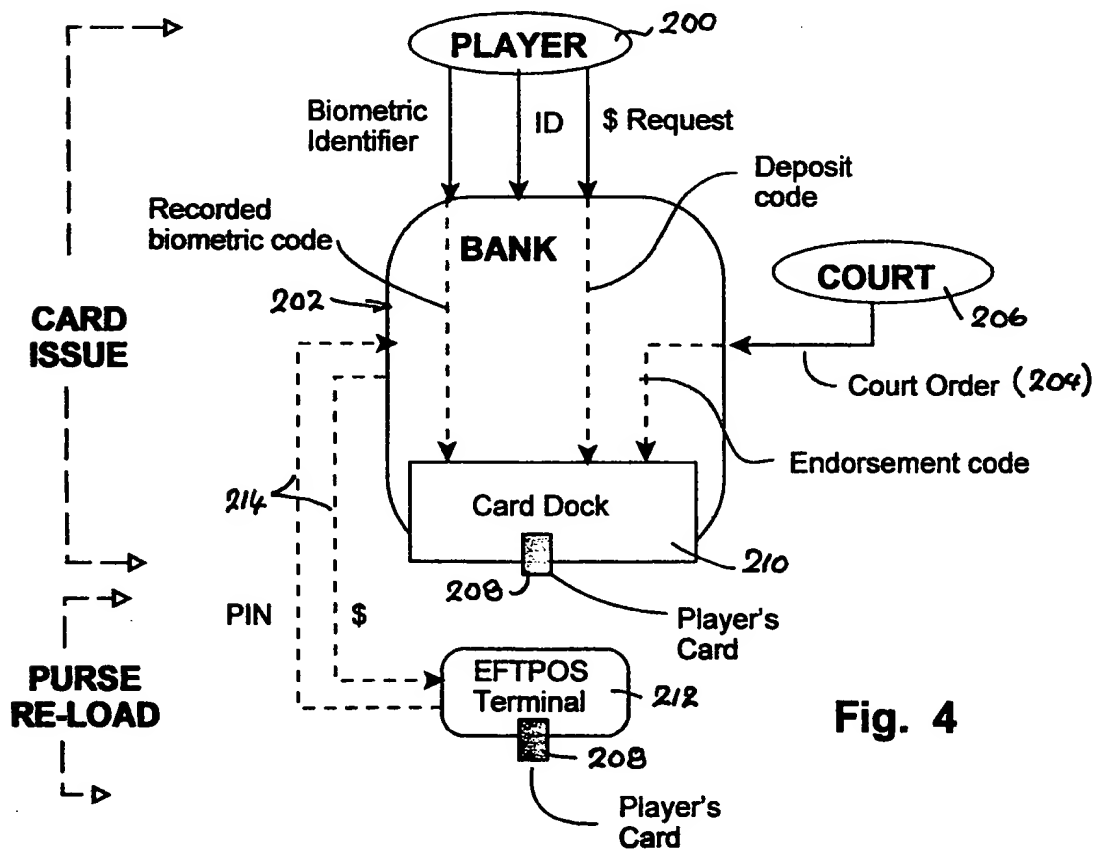 PLAYER
200
Biometric
Identifier
ID
$ Request
Deposit
code
Recorded
biometric code
BANK
COURT
206
202
CARD
ISSUE
Court Order (204)
Endorsement code
214
Card Dock
210
208
PIN
$
Player's
Card
PURSE
RE-LOAD
EFTPOS
Terminal
212
208
Fig. 4
Player's
Card